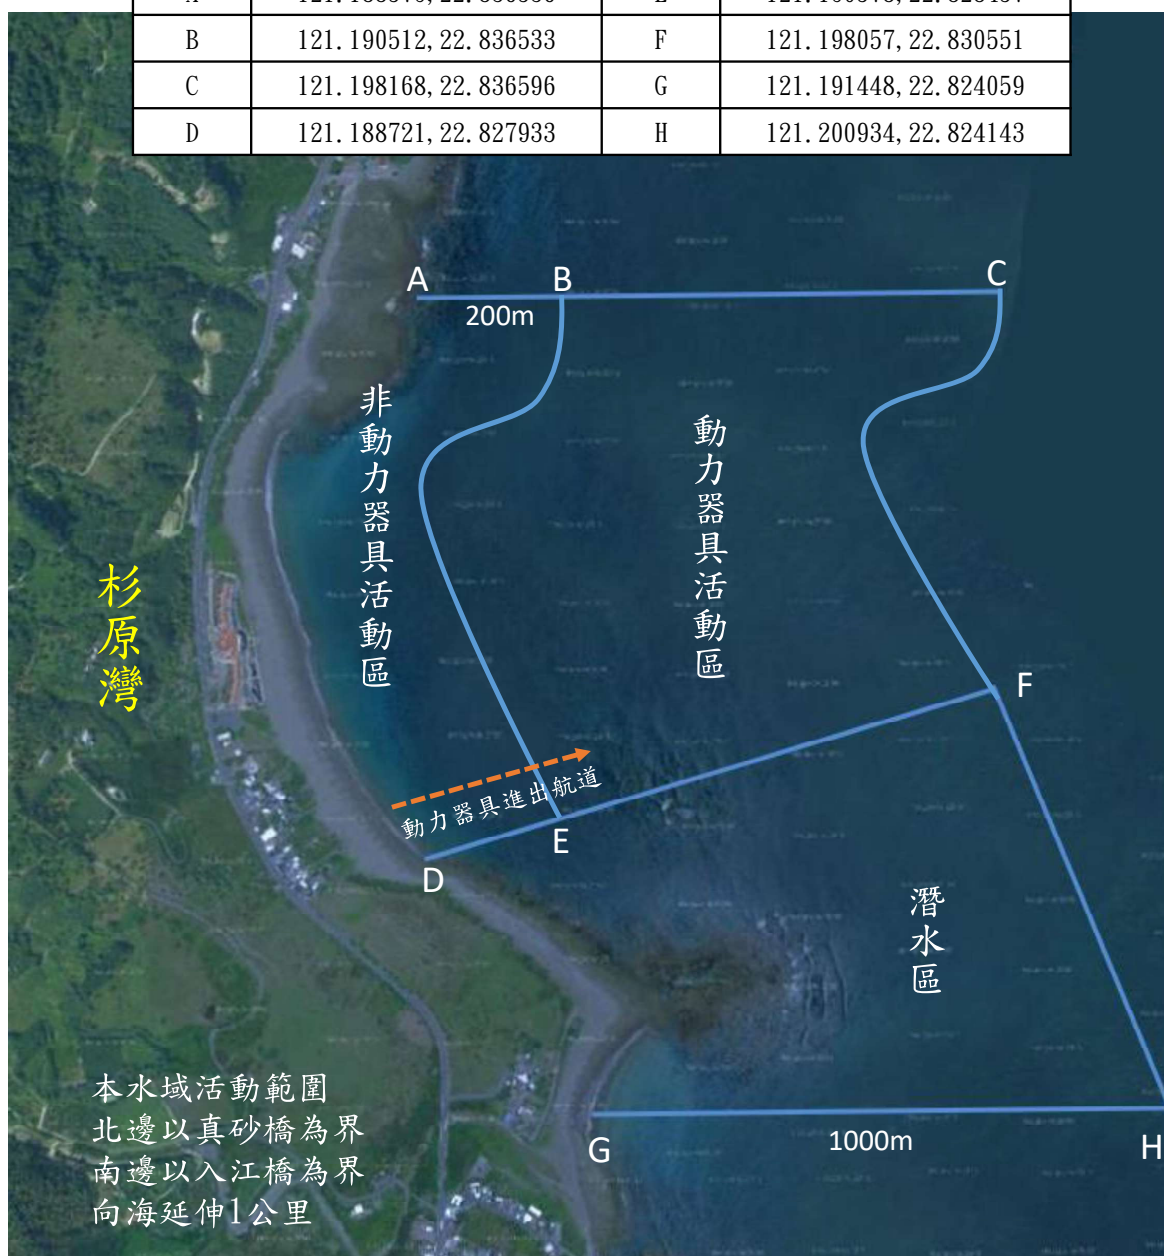 B 121.190512,22.836533 F 121.198057,22.830551
C 121.198168,22.836596 G 121.191448,22.824059
D 121.188721,22.827933 H 121.200934,22.824143
A
B
C
200m
非動力器具活動區
動力器具活動區
杉原灣
F
動力器具進出航道
E
D
潛水區
本水域活動範圍
北邊以真砂橋為界
南邊以入江橋為界
向海延伸1公里
G
1000m
H